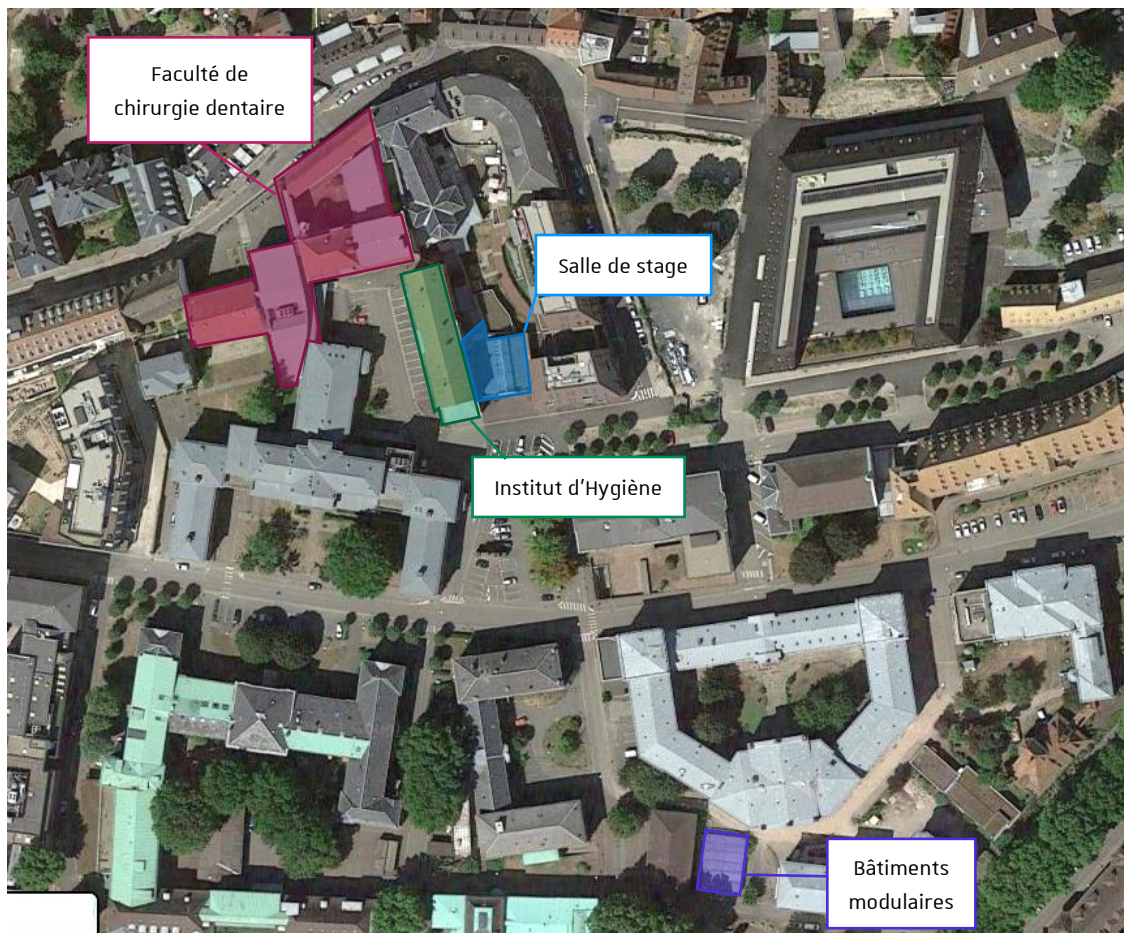 Faculté de
chirurgie dentaire
Salle de stage
Institut d'Hygiène
Bâtiments
modulaires